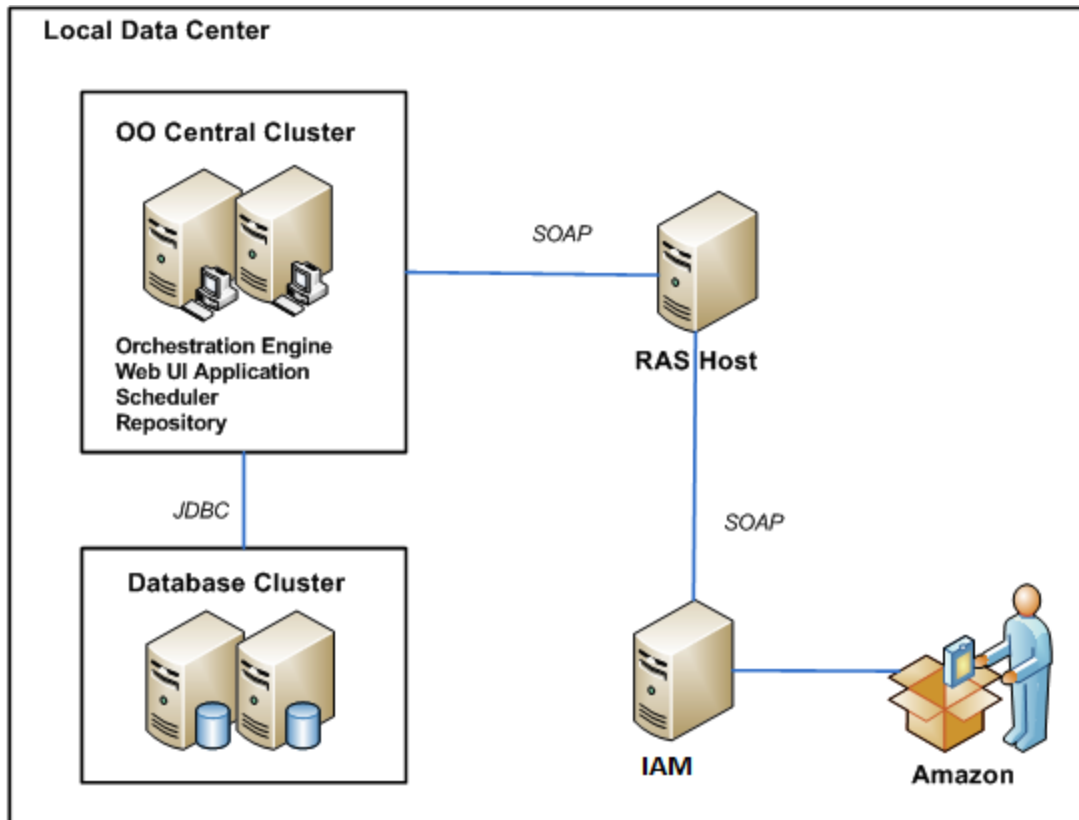 Local Data Center
OO Central Cluster
SOAP
Orchestration Engine
Web UI Application
Scheduler
Repository
RAS Host
JDBC
SOAP
Database Cluster
IAM
Amazon